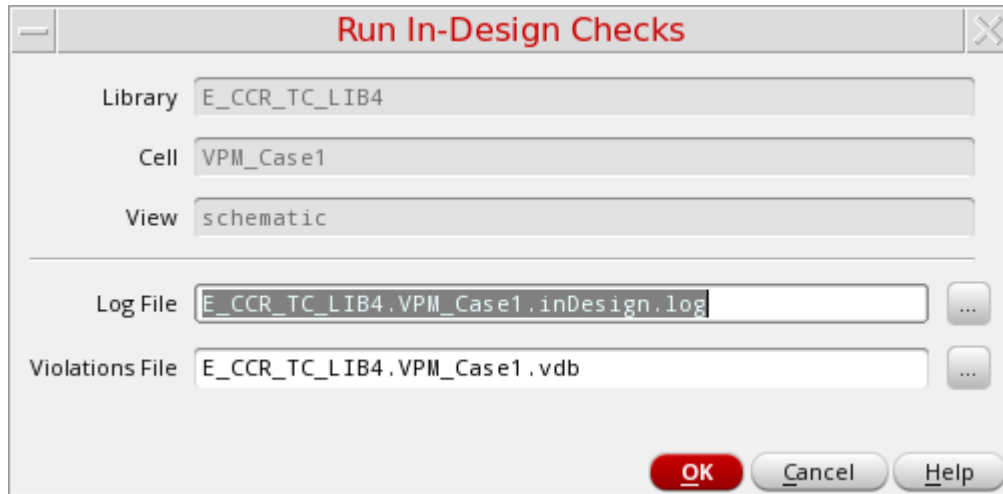 Run In-Design Checks
Library E_CCR_TC_LIB4
Cell VPM_Case1
View schematic
Log File E_CCR_TC_LIB4.VPM_Case1.inDesign.log ...
Violations File E_CCR_TC_LIB4.VPM_Case1.vdb ...
OK Cancel Help